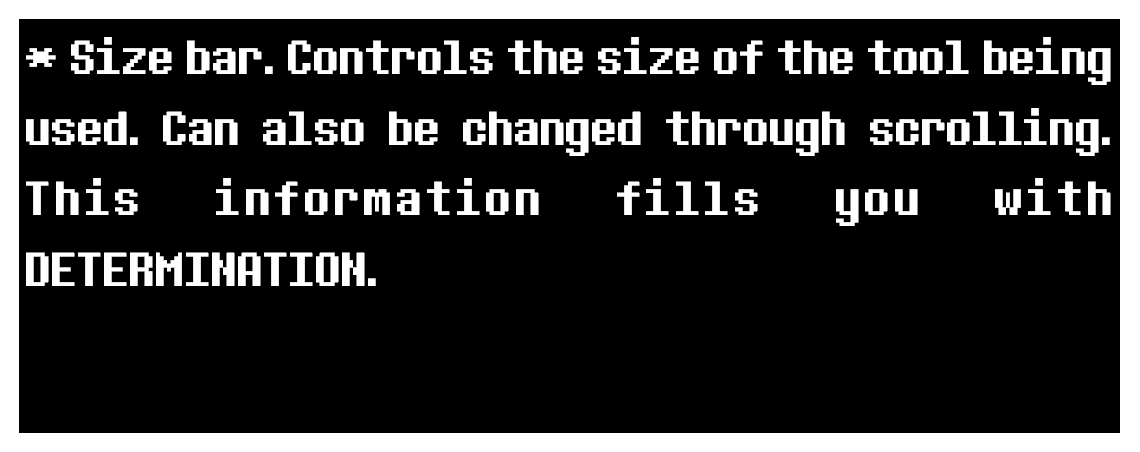 * Size bar. Controls the size of the tool being
used. Can also be changed through scrolling.
This information fills you with
DETERMINATION.